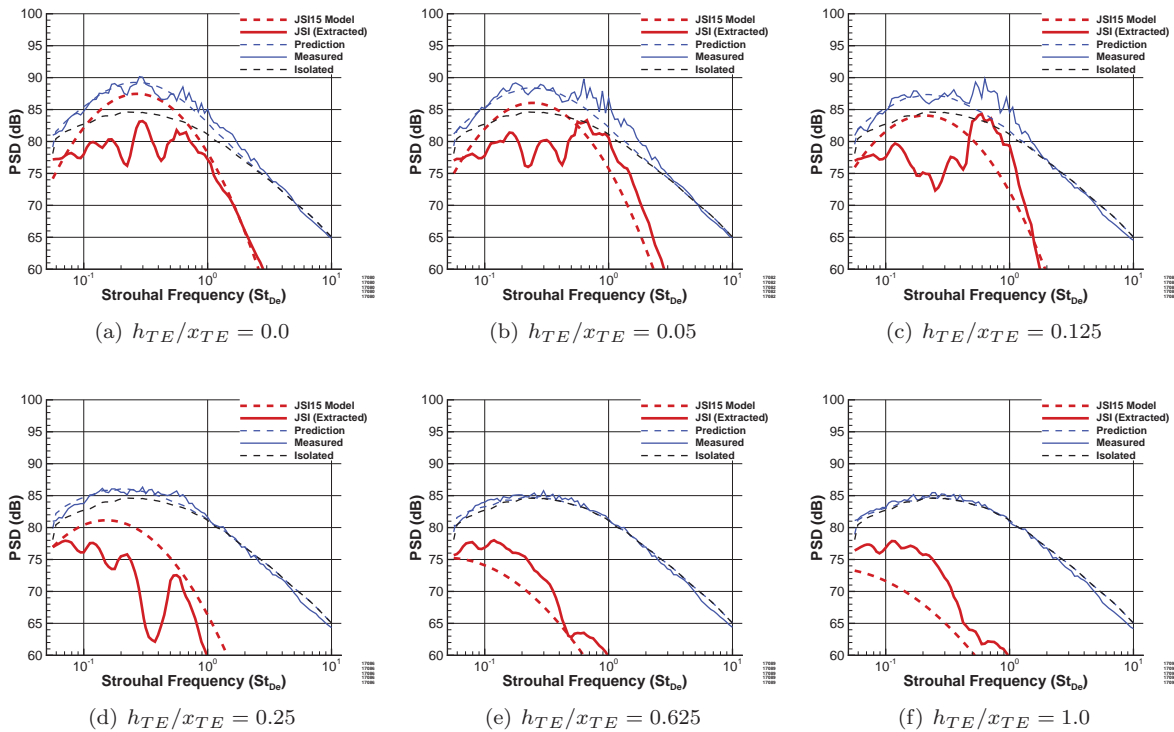 100
95
90
85
80
75
70
65
60
PSD (dB)
JSI15 Model
JSI (Extracted)
Prediction
Measured
Isolated
10⁻¹ 10⁰ 10¹
Strouhal Frequency (St_De)
(a) h_TE/x_TE = 0.0
100
95
90
85
80
75
70
65
60
PSD (dB)
JSI15 Model
JSI (Extracted)
Prediction
Measured
Isolated
10⁻¹ 10⁰ 10¹
Strouhal Frequency (St_De)
(b) h_TE/x_TE = 0.05
100
95
90
85
80
75
70
65
60
PSD (dB)
JSI15 Model
JSI (Extracted)
Prediction
Measured
Isolated
10⁻¹ 10⁰ 10¹
Strouhal Frequency (St_De)
(c) h_TE/x_TE = 0.125
100
95
90
85
80
75
70
65
60
PSD (dB)
JSI15 Model
JSI (Extracted)
Prediction
Measured
Isolated
10⁻¹ 10⁰ 10¹
Strouhal Frequency (St_De)
(d) h_TE/x_TE = 0.25
100
95
90
85
80
75
70
65
60
PSD (dB)
JSI15 Model
JSI (Extracted)
Prediction
Measured
Isolated
10⁻¹ 10⁰ 10¹
Strouhal Frequency (St_De)
(e) h_TE/x_TE = 0.625
100
95
90
85
80
75
70
65
60
PSD (dB)
JSI15 Model
JSI (Extracted)
Prediction
Measured
Isolated
10⁻¹ 10⁰ 10¹
Strouhal Frequency (St_De)
(f) h_TE/x_TE = 1.0